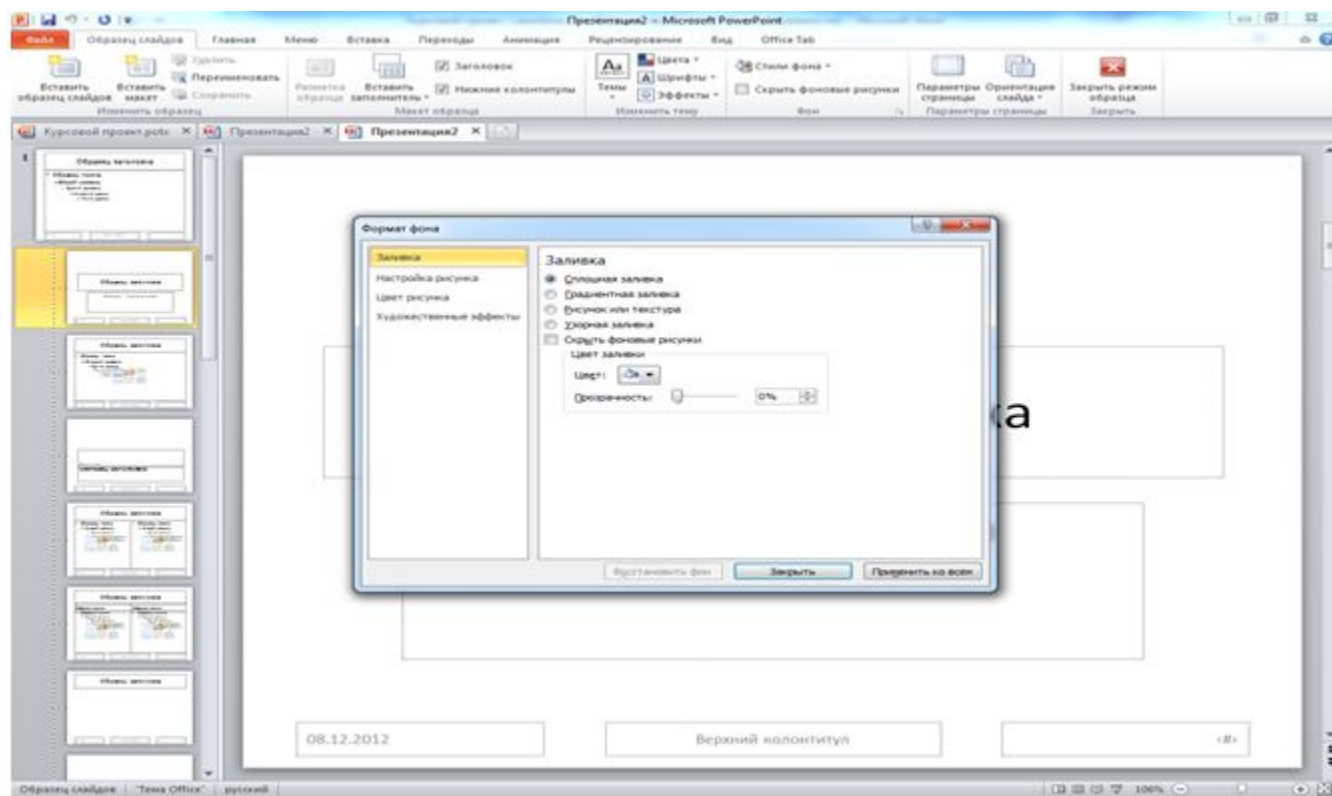 Презентация2 - Microsoft PowerPoint
Файл Образец слайдов Главная Меню Вставка Переходы Анимация Рецензирование Вид Office Tab
Вставить образец слайдов
Вставить макет
Удалить
Переименовать
Сохранить
Изменить образец
Разметка образца
Вставить заполнитель
Заголовок
Нижние колонтитулы
Макет образца
Темы
Цвета
Шрифты
Эффекты
Изменить тему
Стили фона
Скрыть фоновые рисунки
Фон
Параметры страницы
Ориентация слайда
Параметры страницы
Закрыть режим образца
Закрыть
Курсовой проект.potx Презентация2 Презентация2
1
Образец заголовка
Формат фона
Заливка
Настройка рисунка
Цвет рисунка
Художественные эффекты
Заливка
Сплошная заливка
Градиентная заливка
Рисунок или текстура
Узорная заливка
Скрыть фоновые рисунки
Цвет заливки
Цвет:
Прозрачность: 0%
Восстановить фон Закрыть Применить ко всем
ка
08.12.2012 Верхний колонтитул ‹#›
Образец слайдов "Тема Office" русский 100%